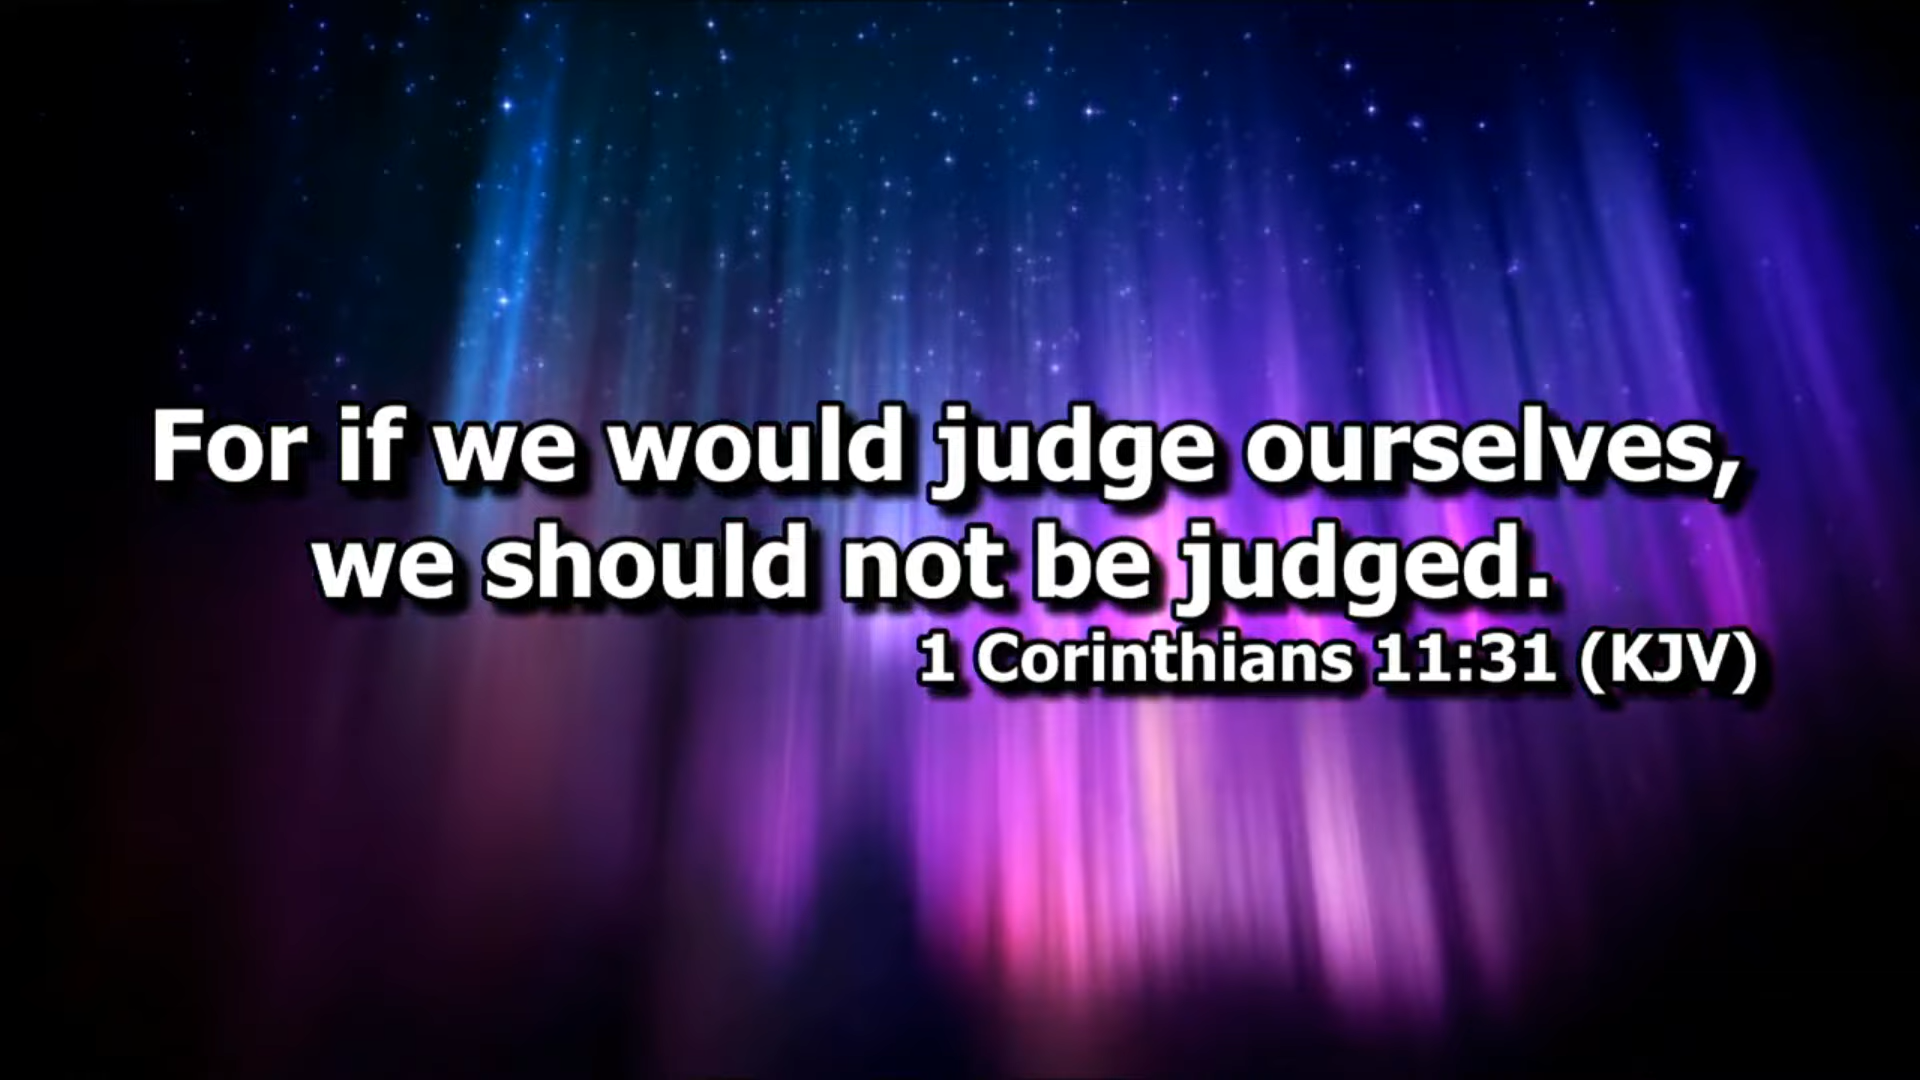 For if we would judge ourselves,
we should not be judged.
1 Corinthians 11:31 (KJV)